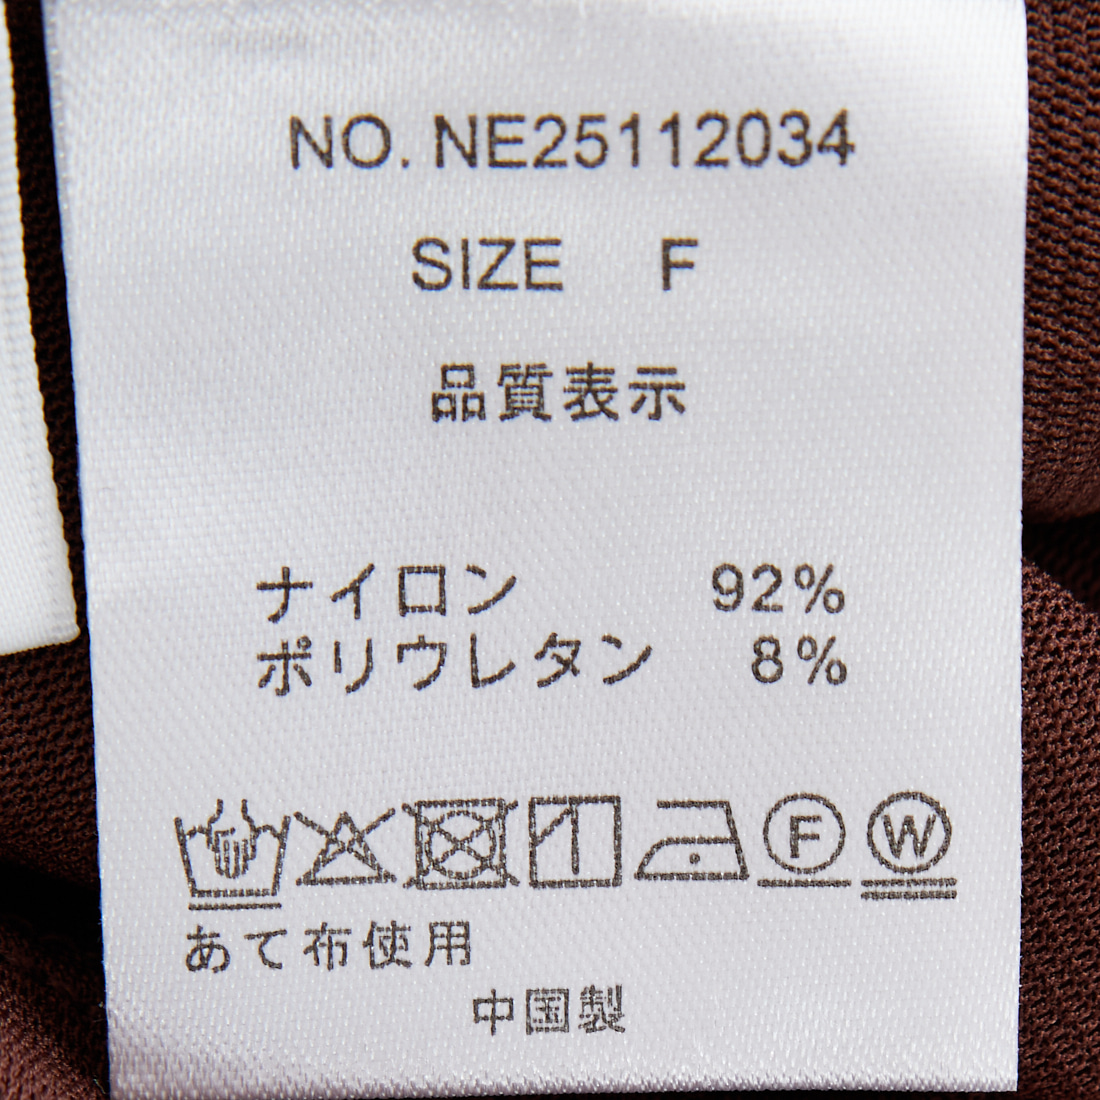 NO. NE25112034
SIZE F
品質表示
ナイロン 92%
ポリウレタン 8%
F W
あて布使用
中国製